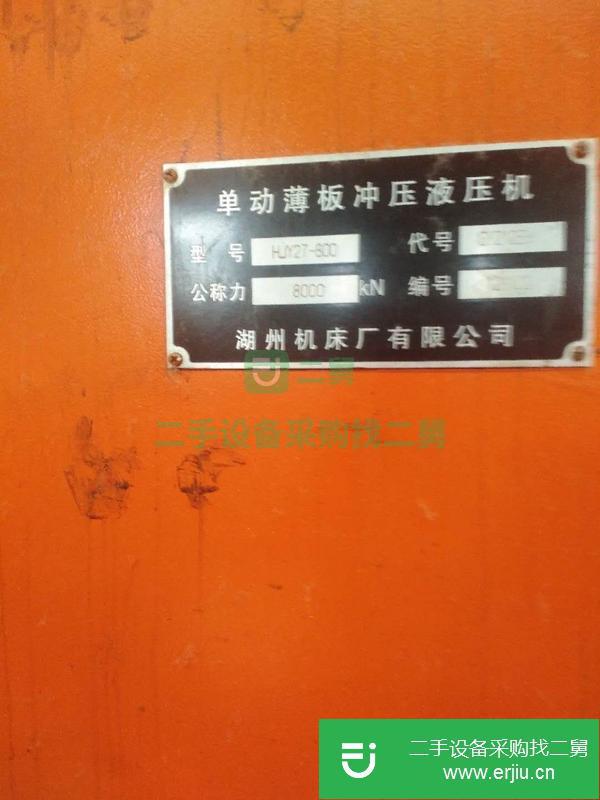 单动薄板冲压液压机
型号 HJY27-800 代号
公称力 8000 kN 编号
湖州机床厂有限公司
二舅
二手设备采购找二舅
二手设备采购找二舅
www.erjiu.cn